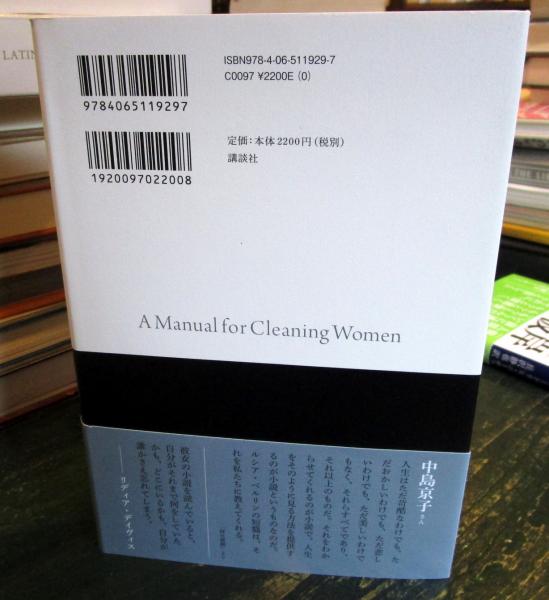 LATIN
ISBN978-4-06-511929-7
C0097 ¥2200E (0)
9784065119297
定価：本体2200円（税別）
講談社
1920097022008
A Manual for Cleaning Women
中島京子さん
人生はただ苛酷なわけでも、た
だおかしいわけでも、ただ悲し
いわけでも、ただ美しいわけで
もなく、それらすべてであり、
それ以上のものだ。それをわか
らせてくれるのが小説で、人生
をそのように見る方法を提供す
るのが小説というものなのだ。
ルシア・ベルリンの短篇は、そ
れを私たちに教えてくれる。
彼女の小説を読んでいると、
自分がそれまで何をしていた
かも、どこにいるかも、自分が
誰かさえ忘れてしまう。
──リディア・デイヴィス